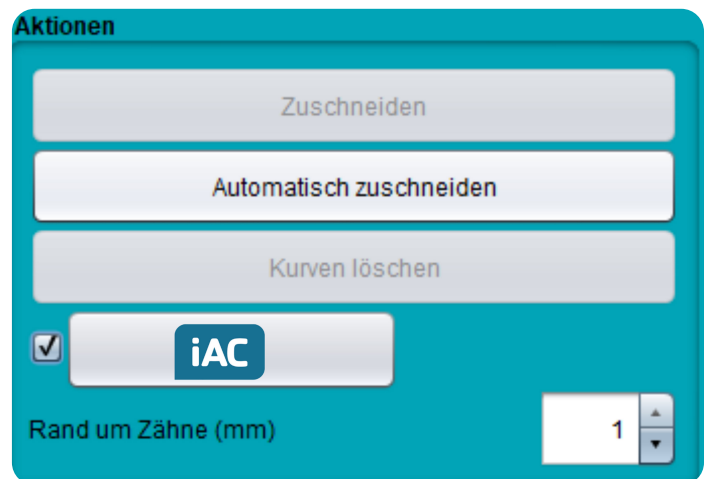 Aktionen
Zuschneiden
Automatisch zuschneiden
Kurven löschen
iAC
Rand um Zähne (mm)
1